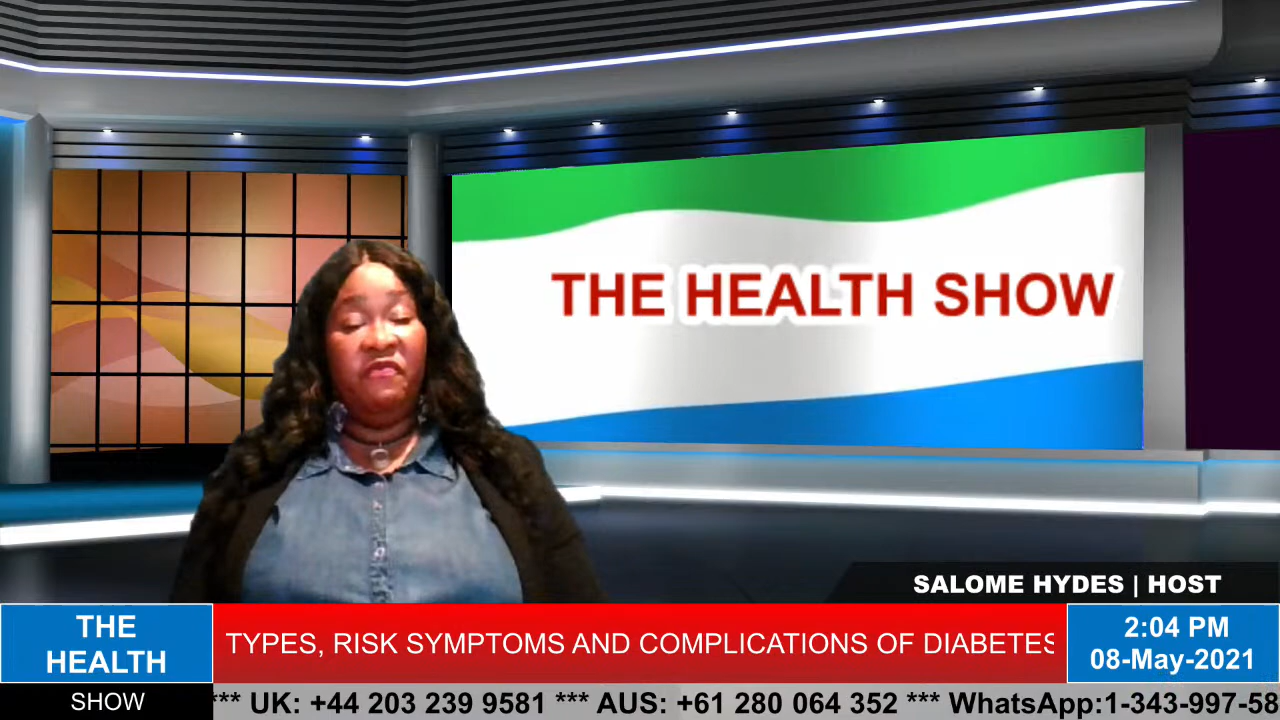 THE HEALTH SHOW
SALOME HYDES | HOST
THE
HEALTH
SHOW
TYPES, RISK SYMPTOMS AND COMPLICATIONS OF DIABETES
2:04 PM
08-May-2021
*** UK: +44 203 239 9581 *** AUS: +61 280 064 352 *** WhatsApp:1-343-997-58